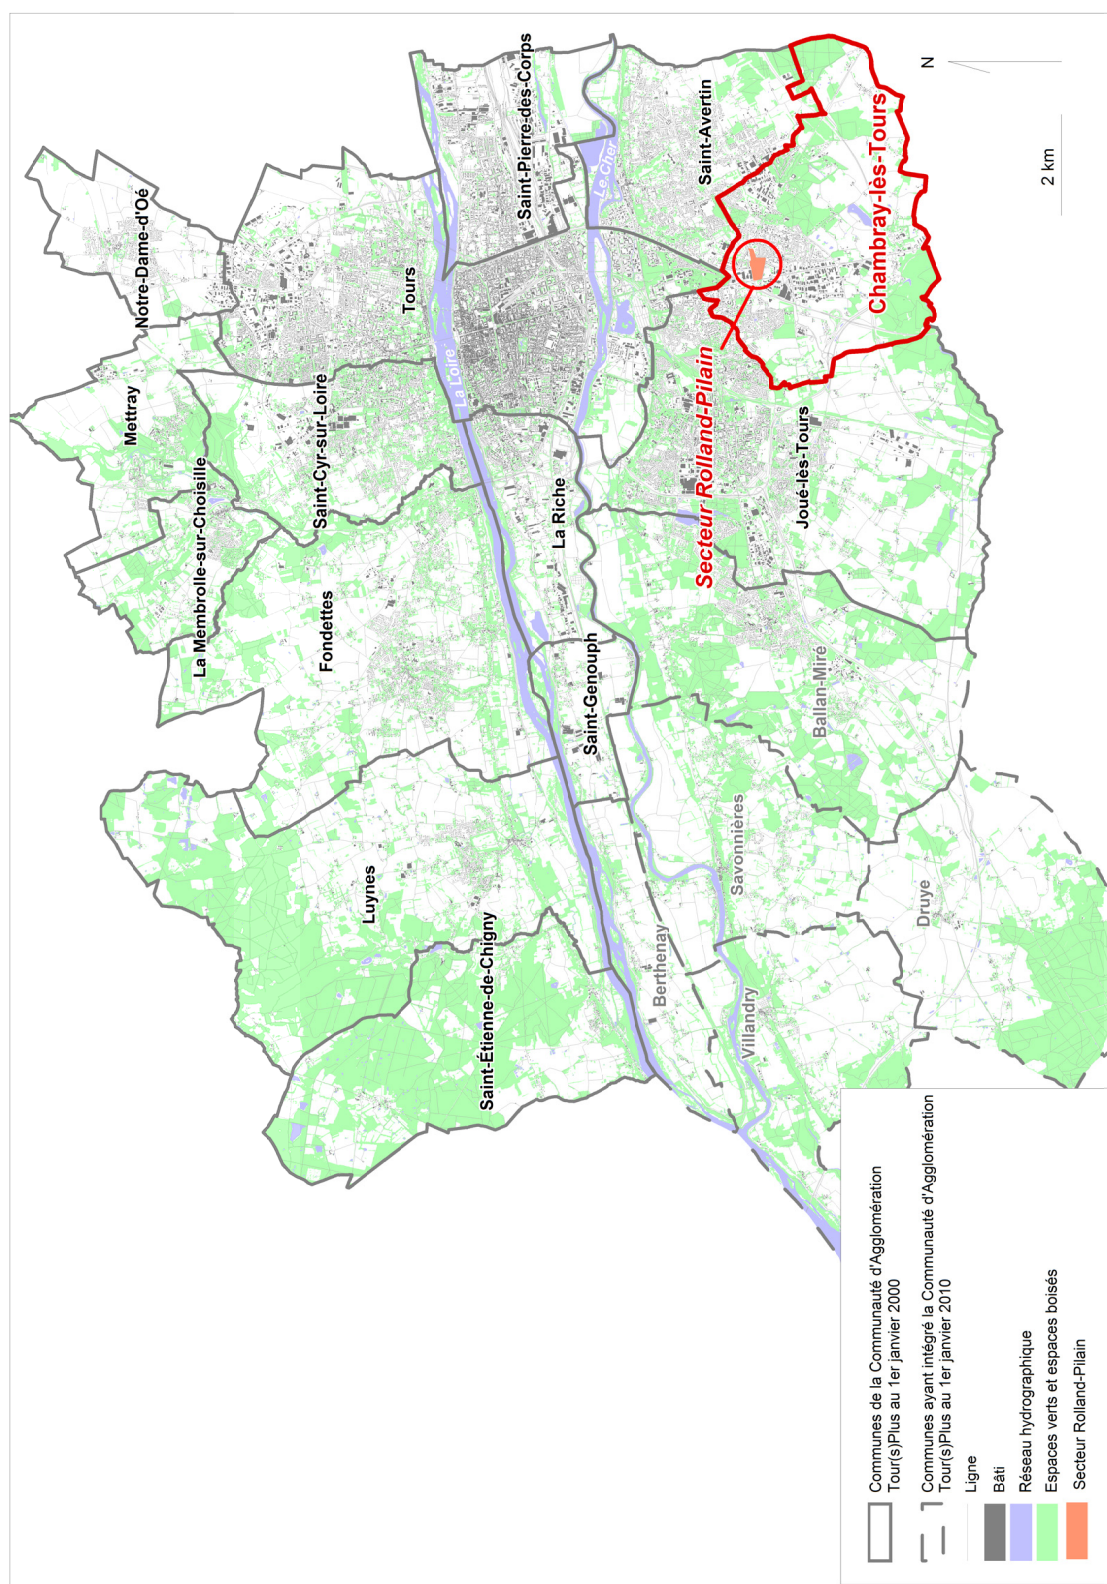 Notre-Dame-d'Oé
Mettray
La Membrolle-sur-Choisille
Saint-Cyr-sur-Loire
Tours
Fondettes
Luynes
Saint-Étienne-de-Chigny
La Loire
Saint-Pierre-des-Corps
La Riche
Saint-Genouph
Le Cher
Saint-Avertin
Berthenay
Villandry
Savonnières
Ballan-Miré
Joué-lès-Tours
Druye
Secteur Rolland-Pilain
Chambray-lès-Tours
N
2 km
Communes de la Communauté d'Agglomération
Tour(s)Plus au 1er janvier 2000
Communes ayant intégré la Communauté d'Agglomération
Tour(s)Plus au 1er janvier 2010
Ligne
Bâti
Réseau hydrographique
Espaces verts et espaces boisés
Secteur Rolland-Pilain